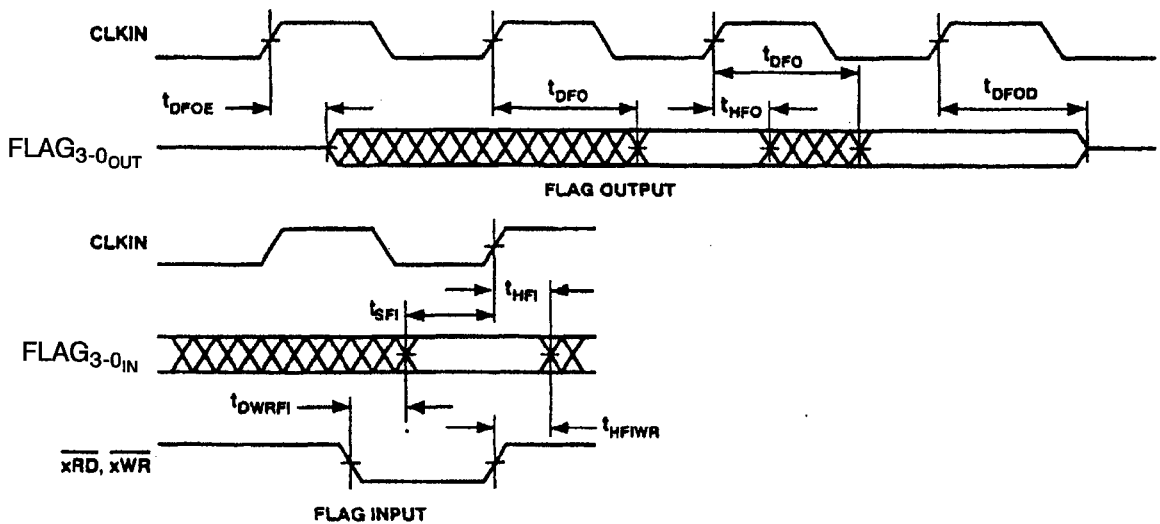 CLKIN
tDFO
tDFOE
tDFO
tHFO
tDFOD
FLAG3-0OUT
FLAG OUTPUT
CLKIN
tHFI
tSFI
FLAG3-0IN
tDWRFI
tHFIWR
xRD, xWR
FLAG INPUT